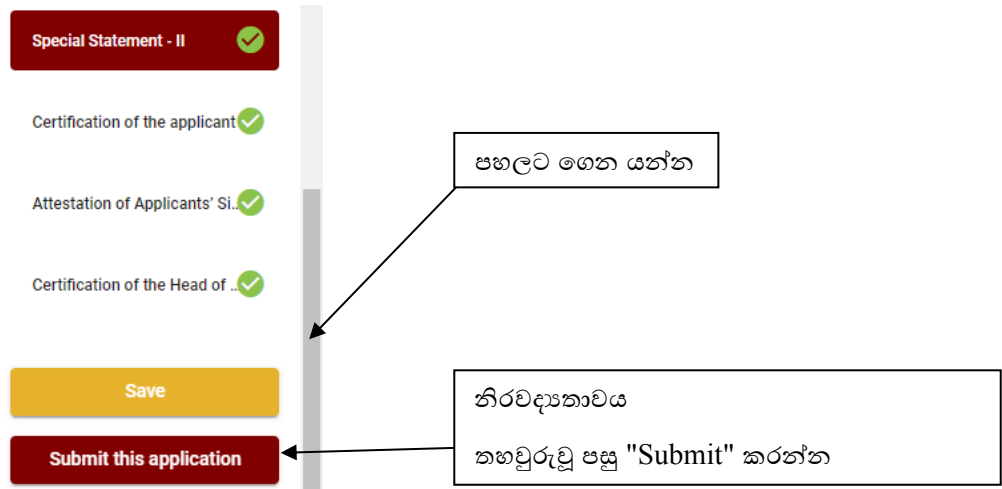 Special Statement - II
Certification of the applicant
Attestation of Applicants' Si..
Certification of the Head of ..
Save
Submit this application
පහලට ගෙන යන්න
නිරවද්‍යතාවය
තහවුරුවූ පසු "Submit" කරන්න